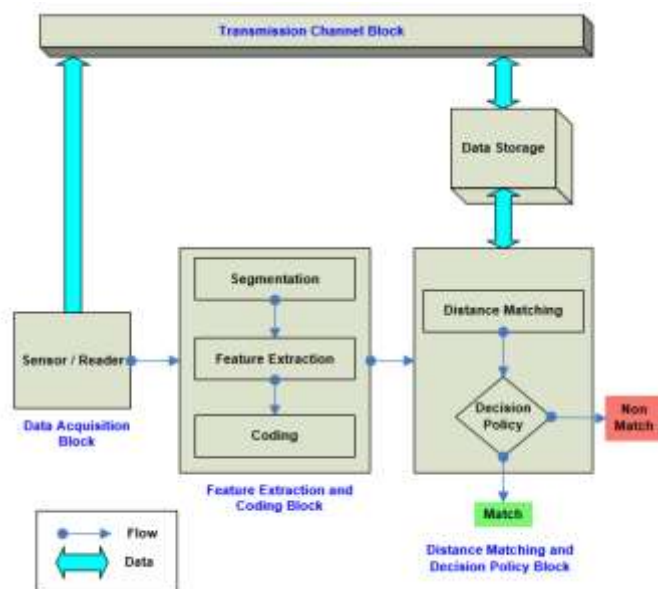 Transmission Channel Block
Data Storage
Segmentation
Distance Matching
Sensor / Reader
Feature Extraction
Decision
Policy
Non
Match
Data Acquisition
Block
Coding
Feature Extraction and
Coding Block
Match
Flow
Data
Distance Matching and
Decision Policy Block